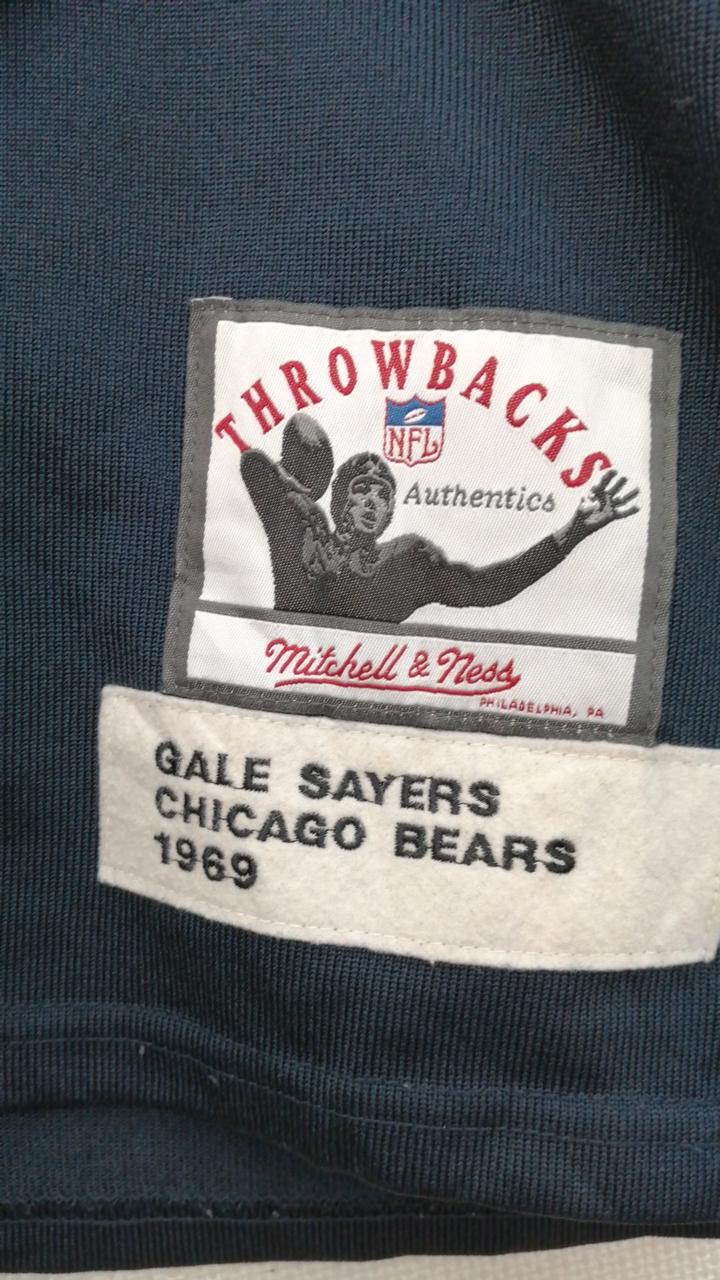 THROWBACKS
NFL
Authentics
Mitchell & Ness
PHILADELPHIA, PA
GALE SAYERS
CHICAGO BEARS
1969